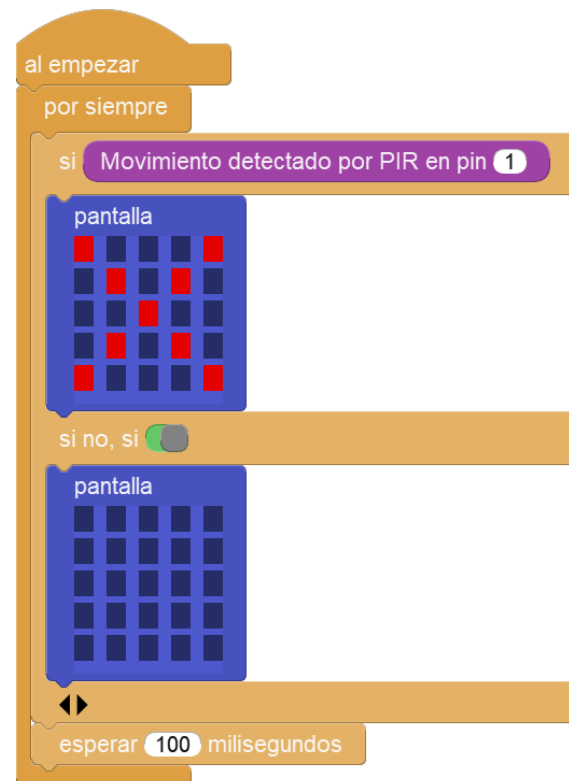 al empezar
por siempre
si Movimiento detectado por PIR en pin 1
pantalla
si no, si
pantalla
esperar 100 milisegundos